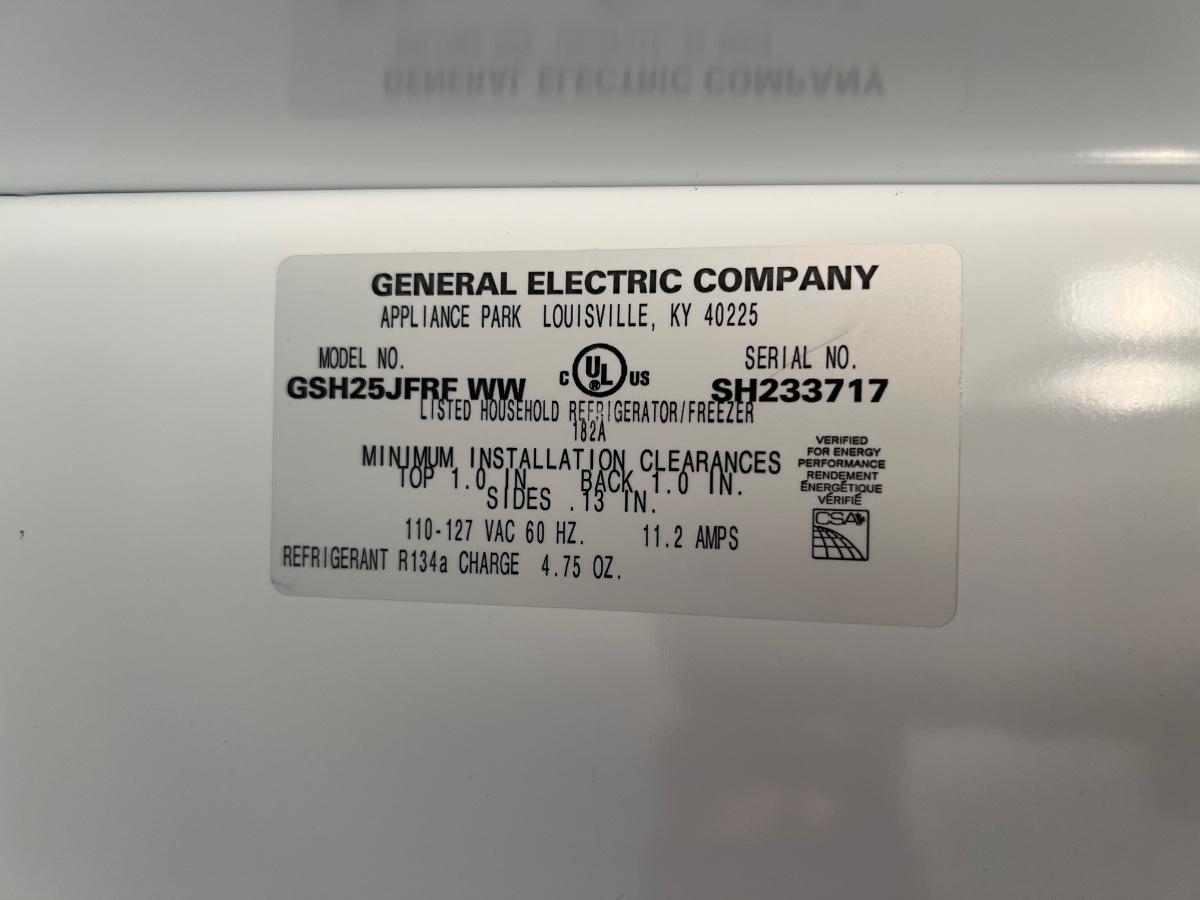 GENERAL ELECTRIC COMPANY
GENERAL ELECTRIC COMPANY
APPLIANCE PARK LOUISVILLE, KY 40225
MODEL NO.
GSH25JFRF WW
C UL ® US
SERIAL NO.
SH233717
LISTED HOUSEHOLD REFRIGERATOR/FREEZER
182A
MINIMUM INSTALLATION CLEARANCES
TOP 1.0 IN. BACK 1.0 IN.
SIDES .13 IN.
VERIFIED
FOR ENERGY
PERFORMANCE
RENDEMENT
ÉNERGÉTIQUE
VÉRIFIÉ
CSA
110-127 VAC 60 HZ. 11.2 AMPS
REFRIGERANT R134a CHARGE 4.75 OZ.